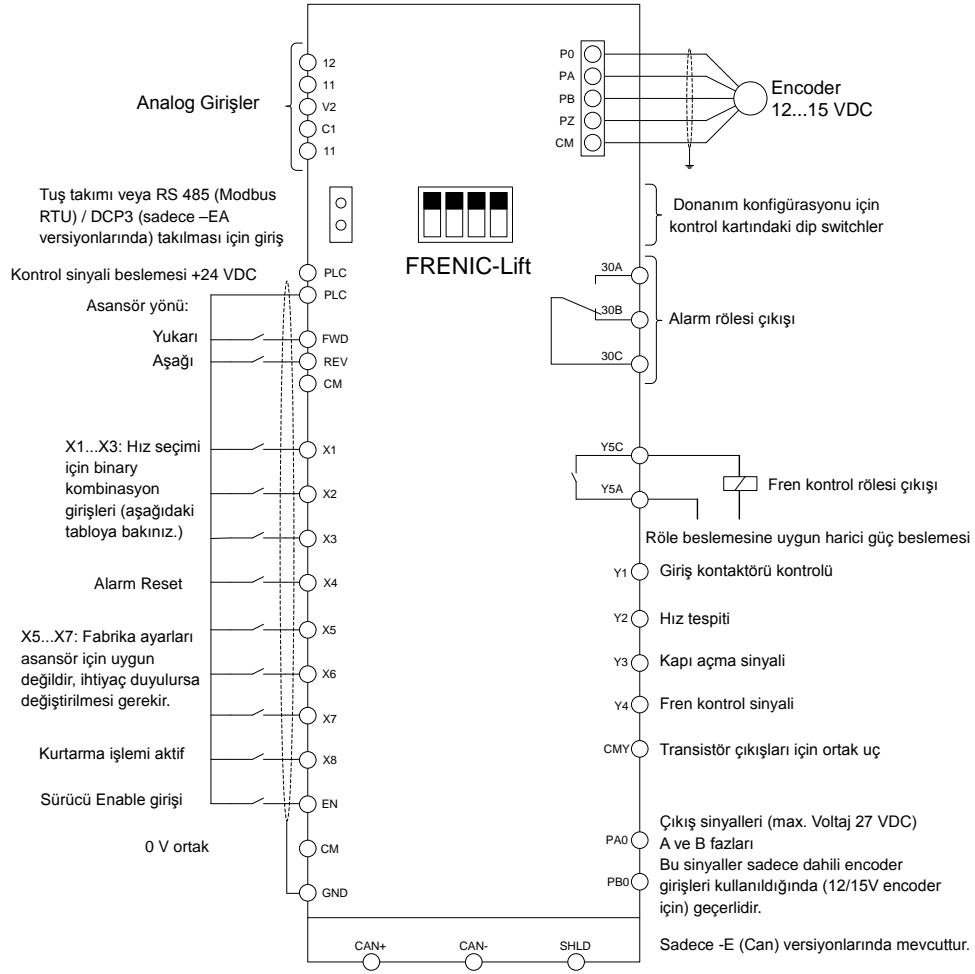 Analog Girişler
12
11
V2
C1
11
P0
PA
PB
PZ
CM
Encoder
12...15 VDC
Tuş takımı veya RS 485 (Modbus
RTU) / DCP3 (sadece –EA
versiyonlarında) takılması için giriş
FRENIC-Lift
Donanım konfigürasyonu için
kontrol kartındaki dip switchler
Kontrol sinyali beslemesi +24 VDC
PLC
PLC
Asansör yönü:
Yukarı
FWD
Aşağı
REV
CM
30A
30B
30C
Alarm rölesi çıkışı
X1...X3: Hız seçimi
için binary
kombinasyon
girişleri (aşağıdaki
tabloya bakınız.)
X1
X2
X3
Y5C
Y5A
Fren kontrol rölesi çıkışı
Röle beslemesine uygun harici güç beslemesi
Alarm Reset
X4
Y1
Giriş kontaktörü kontrolü
X5...X7: Fabrika ayarları
asansör için uygun
değildir, ihtiyaç duyulursa
değiştirilmesi gerekir.
X5
X6
X7
Y2
Hız tespiti
Y3
Kapı açma sinyali
Y4
Fren kontrol sinyali
Kurtarma işlemi aktif
X8
CMY
Transistör çıkışları için ortak uç
Sürücü Enable girişi
EN
0 V ortak
CM
GND
PA0
PB0
Çıkış sinyalleri (max. Voltaj 27 VDC)
A ve B fazları
Bu sinyaller sadece dahili encoder
girişleri kullanıldığında (12/15V encoder
için) geçerlidir.
CAN+
CAN-
SHLD
Sadece -E (Can) versiyonlarında mevcuttur.